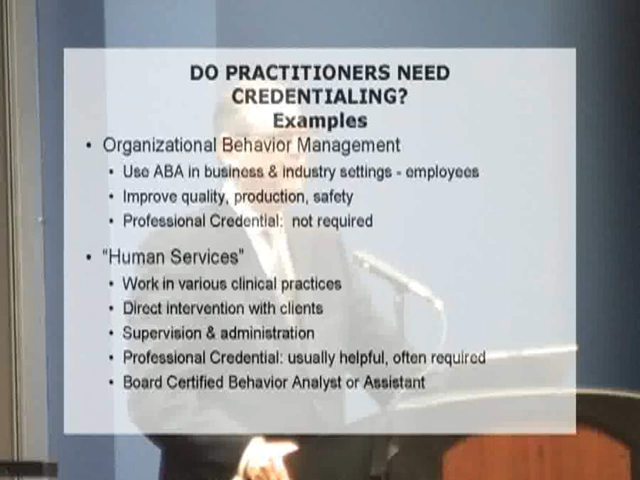 DO PRACTITIONERS NEED
CREDENTIALING?
Examples
• Organizational Behavior Management
• Use ABA in business & industry settings - employees
• Improve quality, production, safety
• Professional Credential: not required
• "Human Services"
• Work in various clinical practices
• Direct intervention with clients
• Supervision & administration
• Professional Credential: usually helpful, often required
• Board Certified Behavior Analyst or Assistant